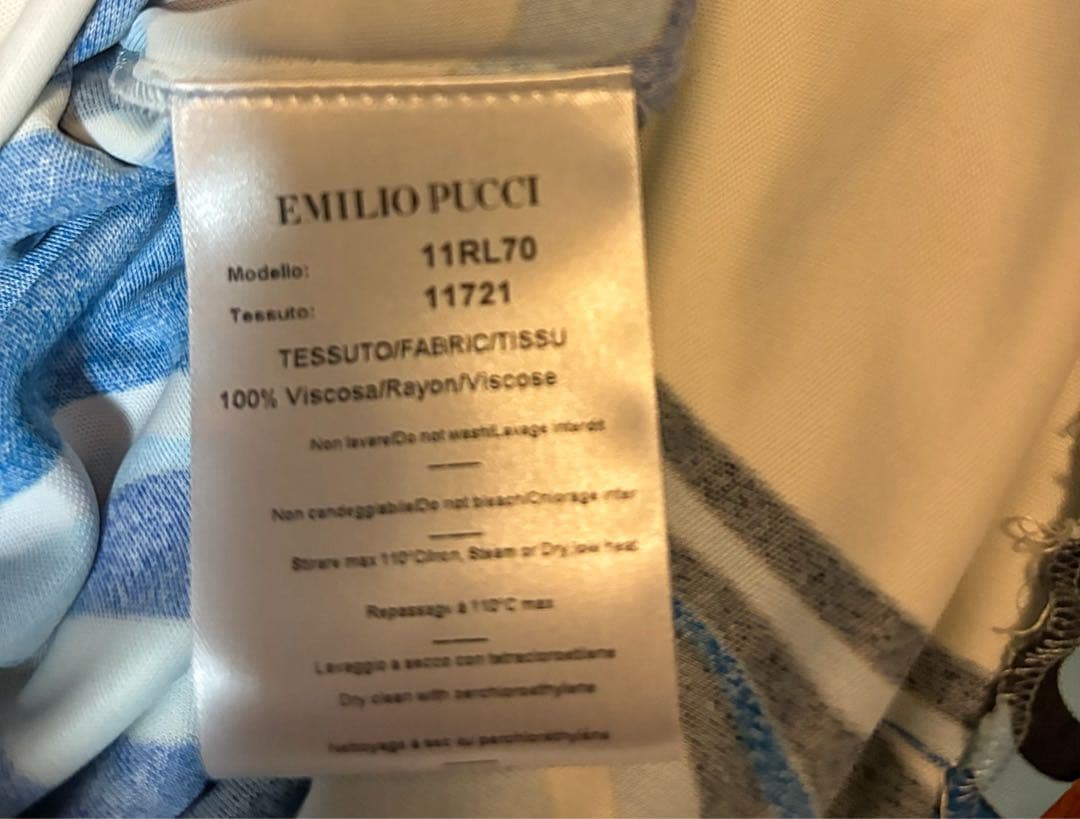 EMILIO PUCCI
Modello: 11RL70
Tessuto: 11721
TESSUTO/FABRIC/TISSU
100% Viscosa/Rayon/Viscose
Non lavare/Do not wash/Lavage interdit
Non candeggiabile/Do not bleach/Chlorage inter
Stirare max 110°C/Iron, Steam or Dry, low heat
Repassage à 110°C max
Lavaggio a secco con tetracloroetilene
Dry clean with perchloroethylene
Nettoyage à sec au perchloréthylène